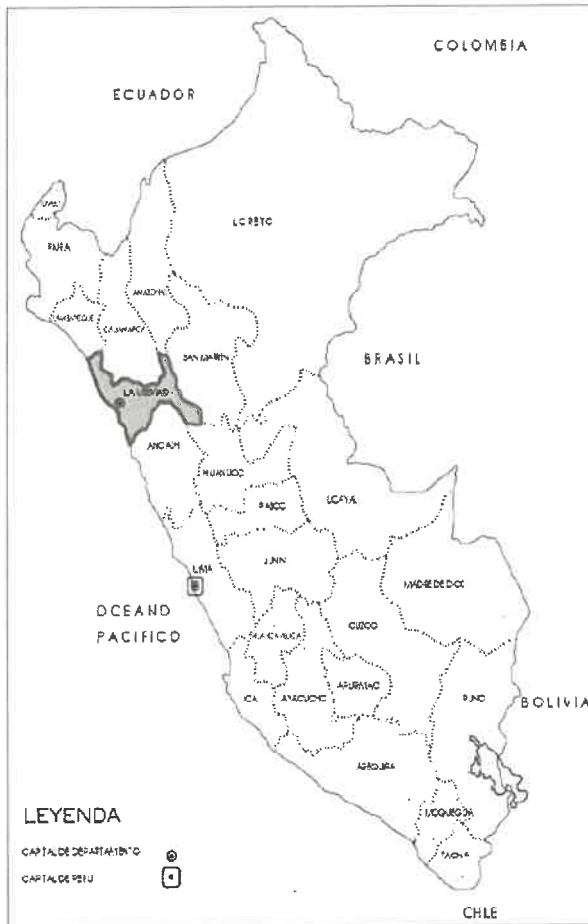 COLOMBIA
ECUADOR
LORETO
PIURA
AMAZONAS
LAMBAYEQUE
CAJAMARCA
SAN MARTIN
BRASIL
LA LIBERTAD
ANCASH
HUANUCO
PASCO
UCAYALI
LIMA
JUNIN
MADRE DE DIOS
OCEANO
PACIFICO
CUZCO
HUANCAVELICA
ICA
AYACUCHO
APURIMAC
PUNO
BOLIVIA
AREQUIPA
MOQUEGUA
TACNA
LEYENDA
CAPITAL DE DEPARTAMENTO
CAPITAL DE PERU
CHILE